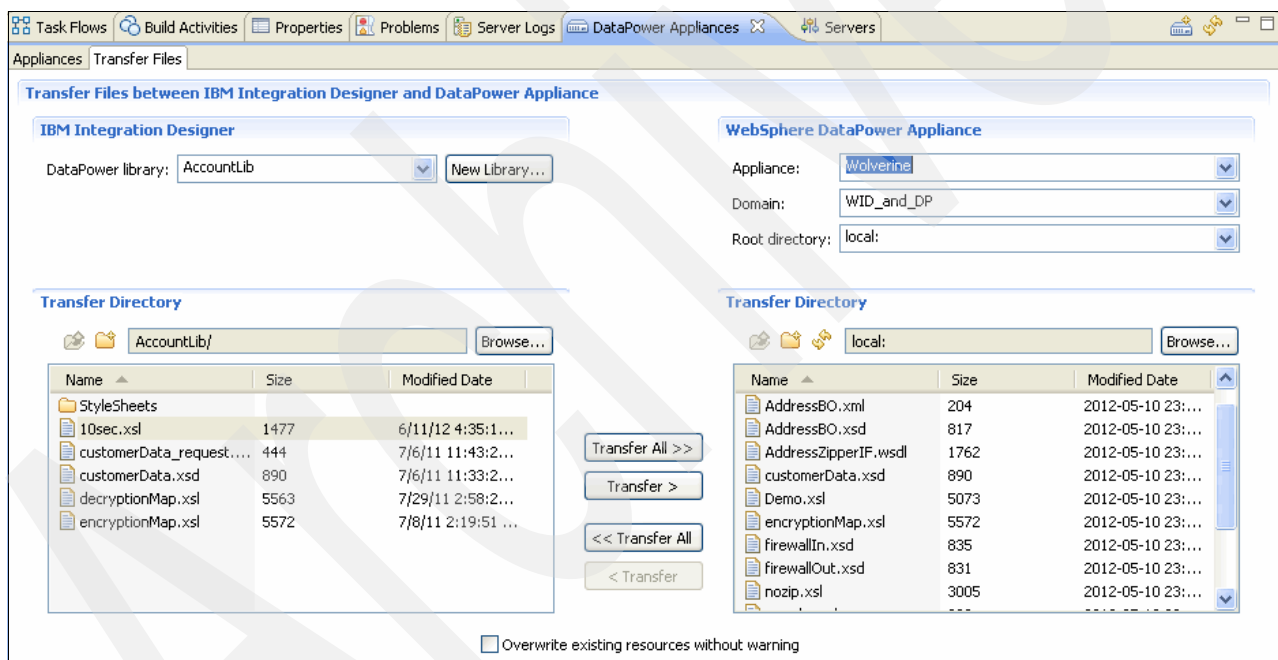 Task Flows Build Activities Properties Problems Server Logs DataPower Appliances Servers
Appliances Transfer Files
Transfer Files between IBM Integration Designer and DataPower Appliance
IBM Integration Designer
DataPower library: AccountLib New Library...
WebSphere DataPower Appliance
Appliance: Wolverine
Domain: WID_and_DP
Root directory: local:
Transfer Directory
AccountLib/ Browse...
Name Size Modified Date
StyleSheets
10sec.xsl 1477 6/11/12 4:35:1...
customerData_request.... 444 7/6/11 11:43:2...
customerData.xsd 890 7/6/11 11:33:2...
decryptionMap.xsl 5563 7/29/11 2:58:2...
encryptionMap.xsl 5572 7/8/11 2:19:51 ...
Transfer All >>
Transfer >
<< Transfer All
< Transfer
Transfer Directory
local: Browse...
Name Size Modified Date
AddressBO.xml 204 2012-05-10 23:...
AddressBO.xsd 817 2012-05-10 23:...
AddressZipperIF.wsdl 1762 2012-05-10 23:...
customerData.xsd 890 2012-05-10 23:...
Demo.xsl 5073 2012-05-10 23:...
encryptionMap.xsl 5572 2012-05-10 23:...
firewallIn.xsd 835 2012-05-10 23:...
firewallOut.xsd 831 2012-05-10 23:...
nozip.xsl 3005 2012-05-10 23:...
Overwrite existing resources without warning